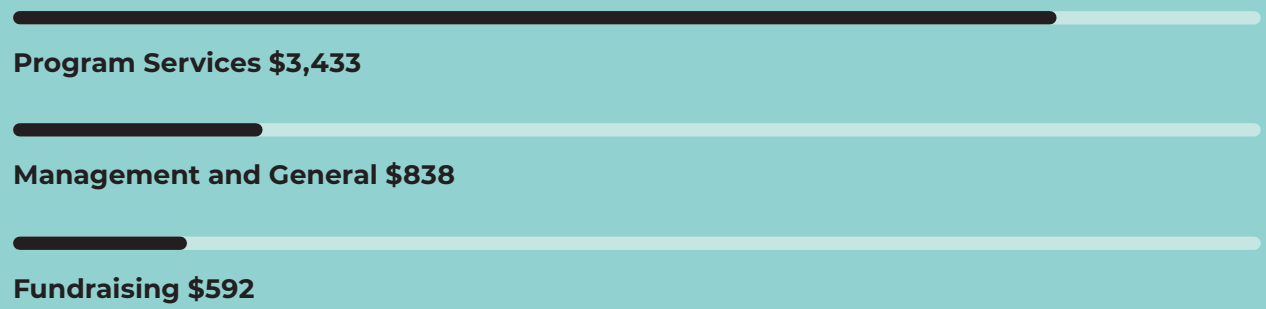 Program Services $3,433
Management and General $838
Fundraising $592